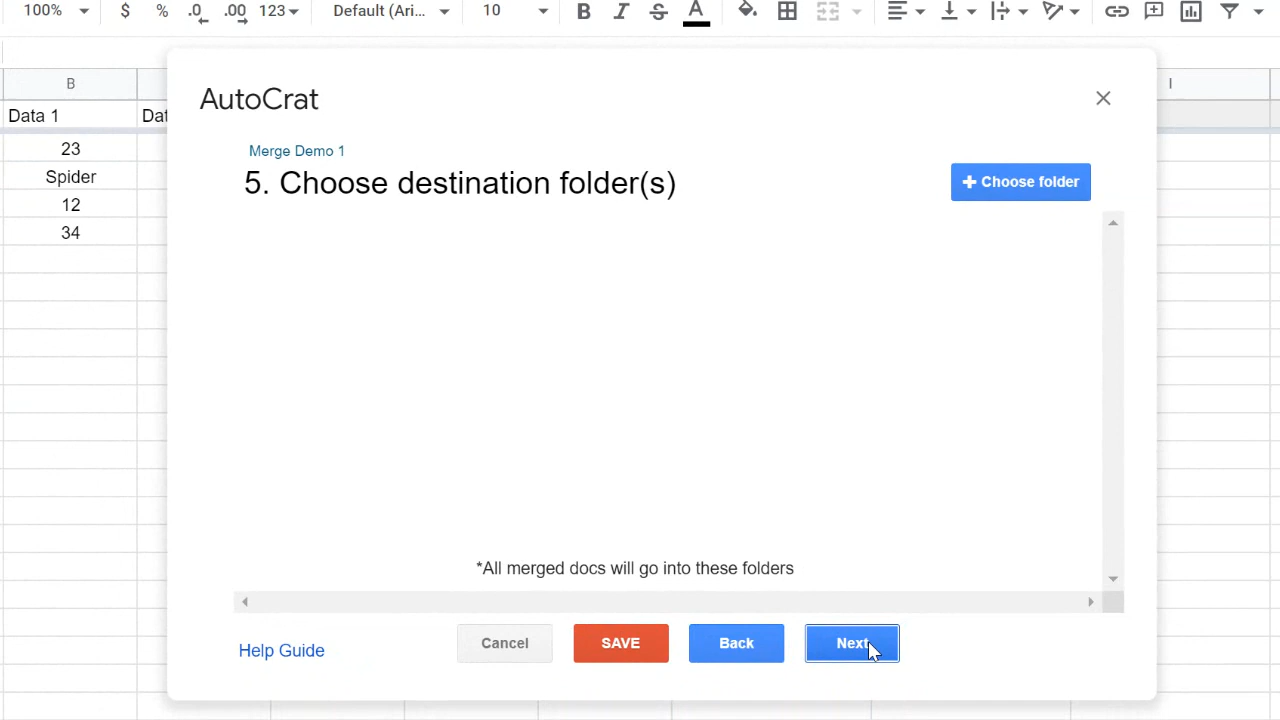 100% $ % .0 .00 123 Default (Ari... 10 B I S A
B I
Data 1 Dat
23
Spider
12
34
AutoCrat
Merge Demo 1
5. Choose destination folder(s)
+ Choose folder
*All merged docs will go into these folders
Help Guide Cancel SAVE Back Next